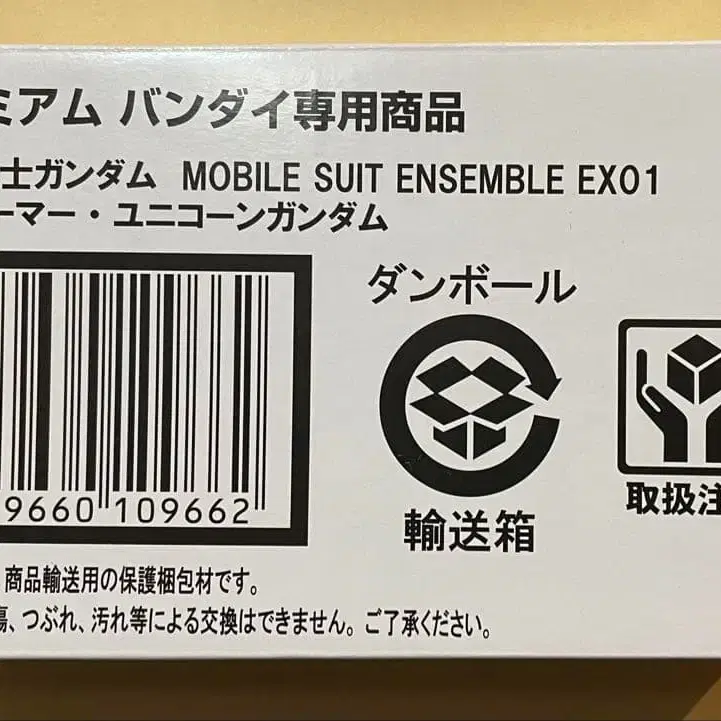 ミアム バンダイ専用商品
士ガンダム MOBILE SUIT ENSEMBLE EX01
ーマー・ユニコーンガンダム
ダンボール
輸送箱
取扱注
9660 109662
商品輸送用の保護梱包材です。
傷、つぶれ、汚れ等による交換はできません。ご了承ください。